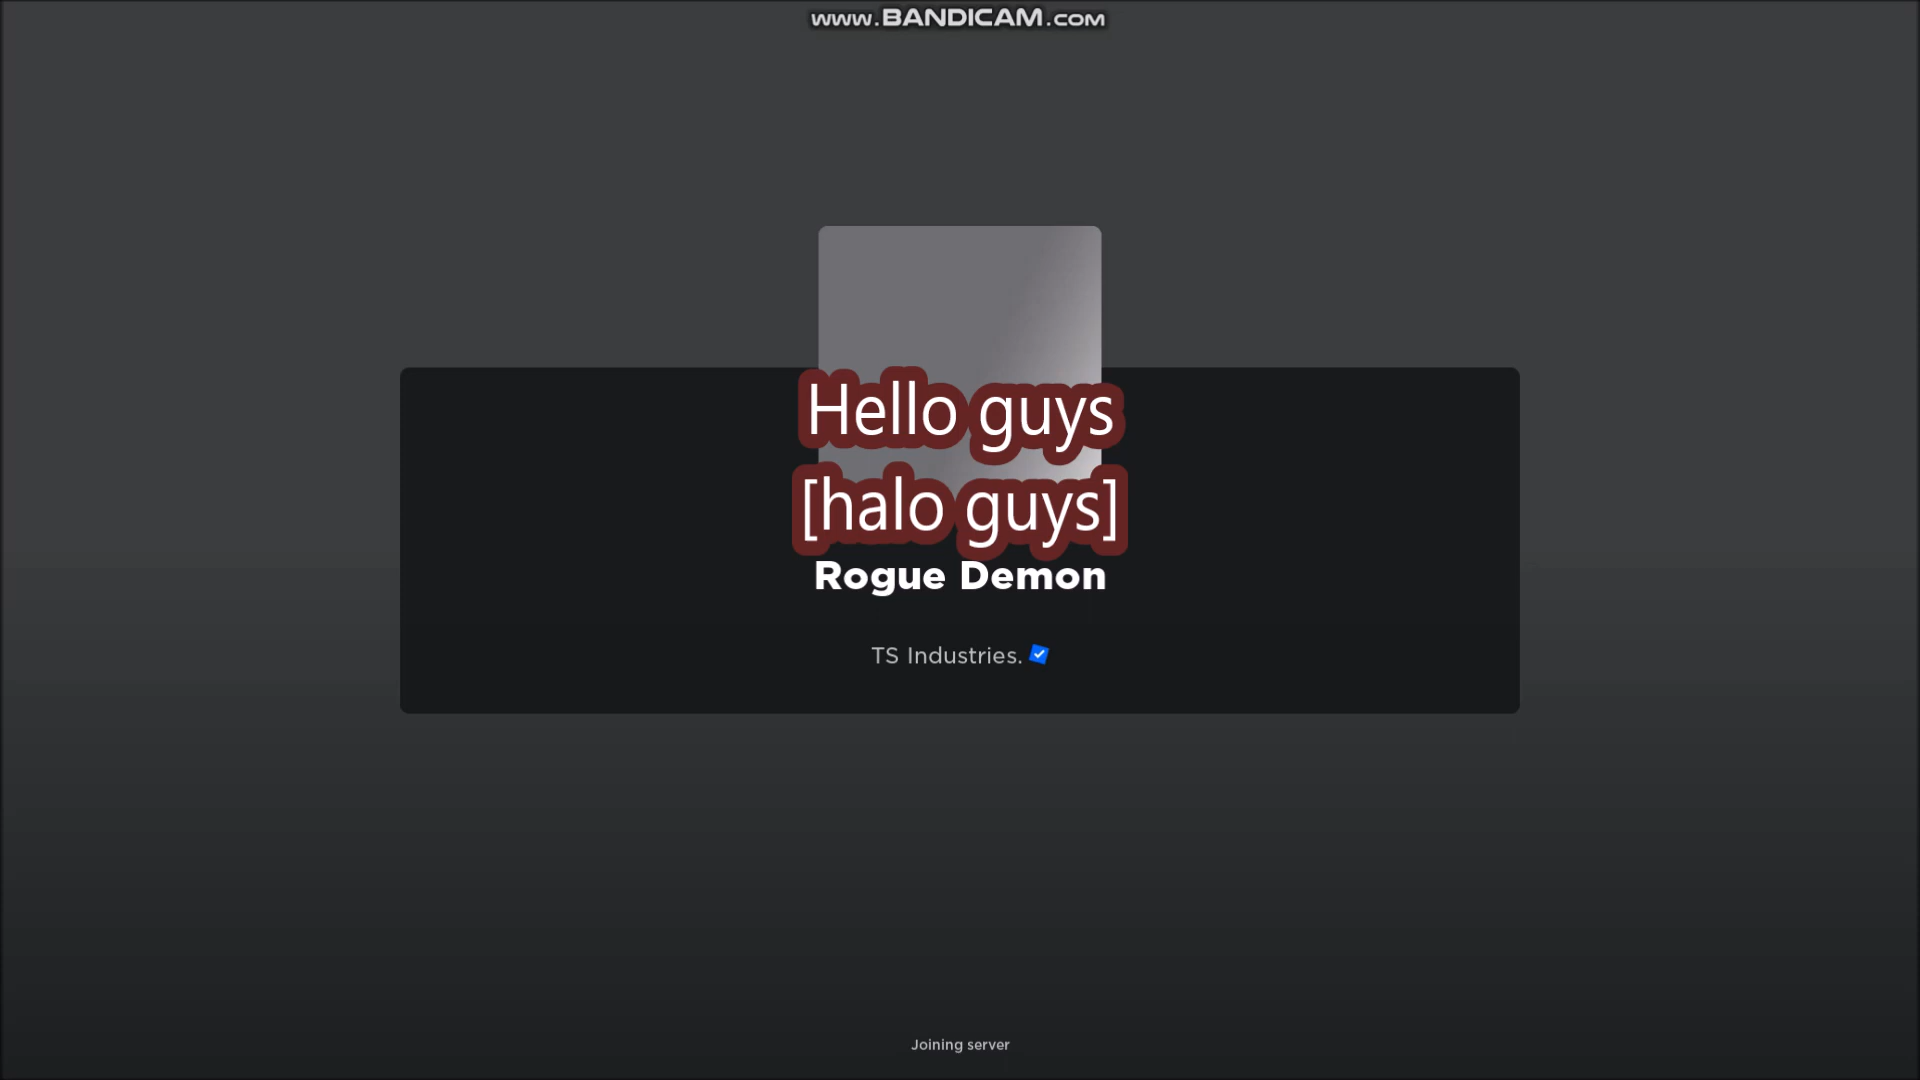 www.BANDICAM.com
Hello guys
[halo guys]
Rogue Demon
TS Industries.
Joining server